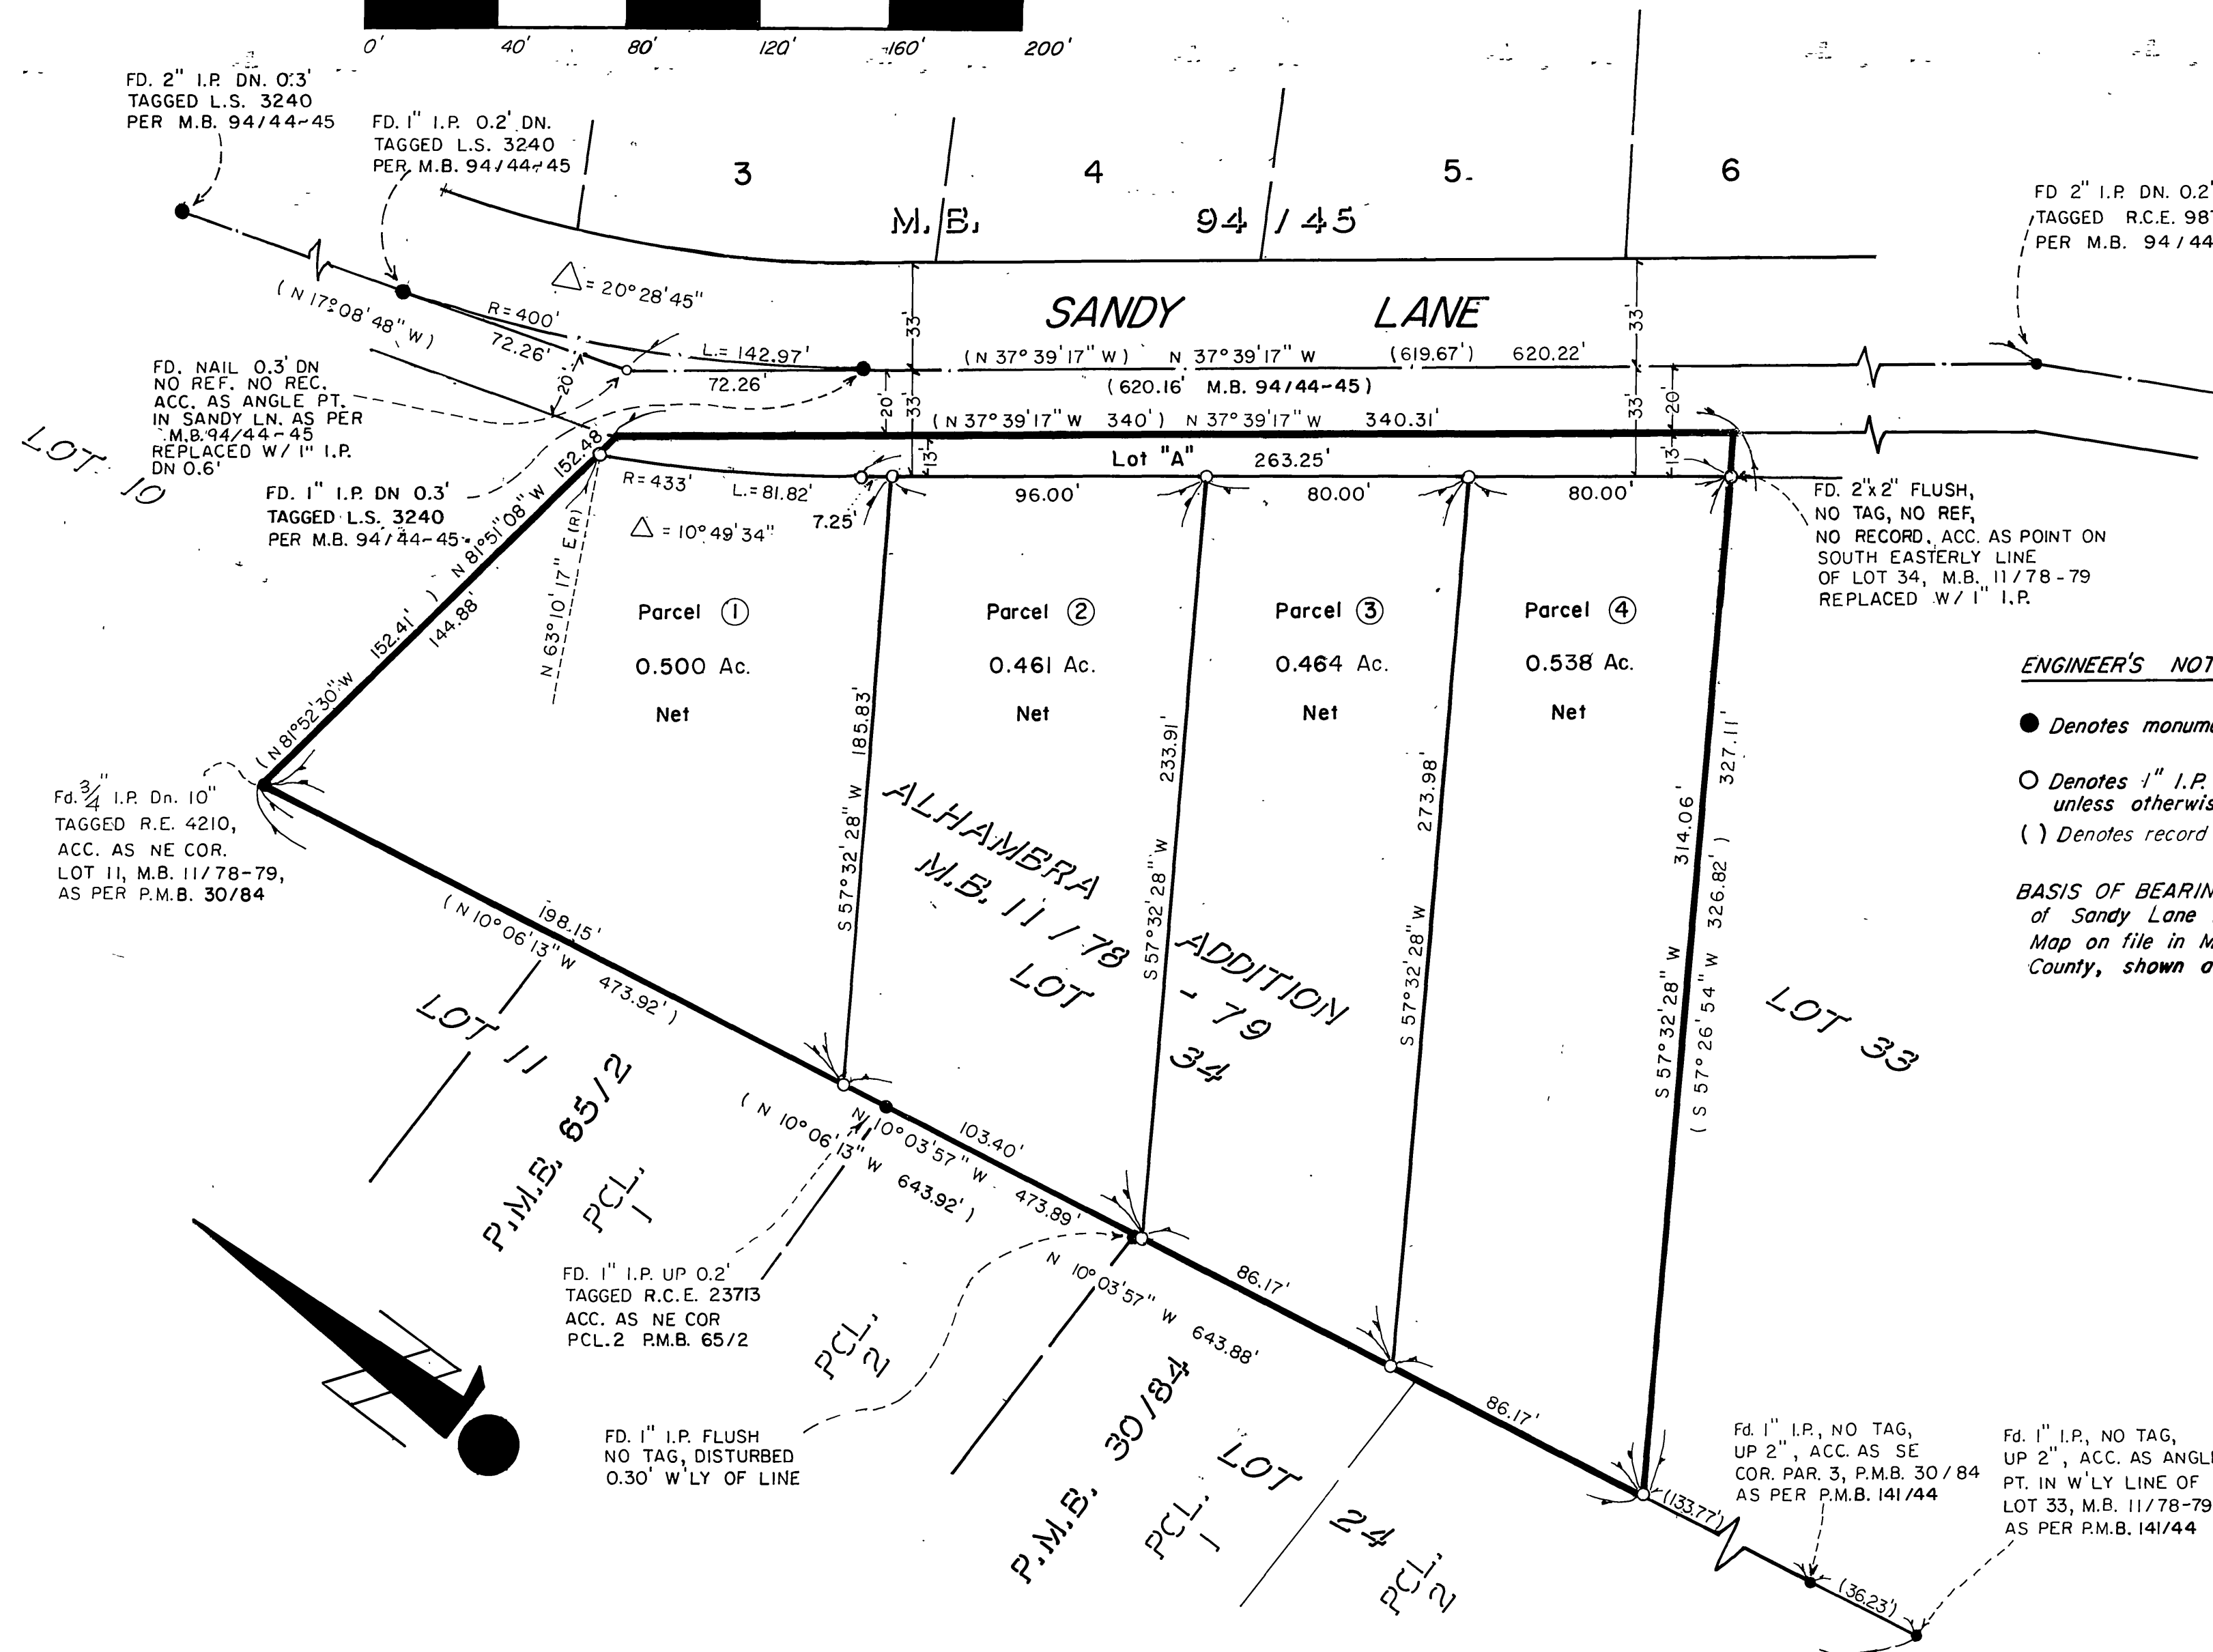 0' 40' 80' 120' 160' 200'
FD. 2" I.P. DN. 0.3'
TAGGED L.S. 3240
PER M.B. 94/44-45
FD. 1" I.P. 0.2' DN.
TAGGED L.S. 3240
PER M.B. 94/44-45
3 4 5 6
M.B. 94 / 45
FD 2" I.P. DN. 0.2'
TAGGED R.C.E. 98
PER M.B. 94/44
△ = 20°28'45"
(N 17°08'48" W)
R=400'
72.26'
L.= 142.97'
72.26'
20'
SANDY LANE
33'
33'
(N 37°39'17" W) N 37°39'17" W (619.67') 620.22'
(620.16' M.B. 94/44-45)
20'
33'
33'
20'
(N 37°39'17" W 340') N 37°39'17" W 340.31'
FD. NAIL 0.3' DN
NO REF. NO REC.
ACC. AS ANGLE PT.
IN SANDY LN. AS PER
M.B. 94/44-45
REPLACED W/ 1" I.P.
DN 0.6'
LOT 10
FD. 1" I.P. DN 0.3'
TAGGED L.S. 3240
PER M.B. 94/44-45
13'
Lot "A" 263.25'
13'
R=433' L.=81.82'
7.25'
96.00' 80.00' 80.00'
△ = 10°49'34"
N 81°51'08" W 152.48
(N 81°52'30" W 152.41')
144.88'
N 63°10'17" E (R)
FD. 2"x2" FLUSH,
NO TAG, NO REF,
NO RECORD, ACC. AS POINT ON
SOUTH EASTERLY LINE
OF LOT 34, M.B. 11/78-79
REPLACED W/ 1" I.P.
Parcel 1
0.500 Ac.
Net
Parcel 2
0.461 Ac.
Net
Parcel 3
0.464 Ac.
Net
Parcel 4
0.538 Ac.
Net
S 57°32'28" W 185.83'
S 57°32'28" W 233.91'
S 57°32'28" W 273.98'
S 57°32'28" W 314.06'
327.11'
(S 57°26'54" W 326.82')
ENGINEER'S NOT
Denotes monum
Denotes 1" I.P.
unless otherwis
( ) Denotes record
BASIS OF BEARIN
of Sandy Lane
Map on file in M
County, shown a
Fd. 3/4" I.P. Dn. 10"
TAGGED R.E. 4210,
ACC. AS NE COR.
LOT 11, M.B. 11/78-79,
AS PER P.M.B. 30/84
ALHAMBRA ADDITION
M.B. 11/78 - 79
LOT 34
LOT 33
198.15'
(N 10°06'13" W 473.92')
LOT 11
P.M.B. 65/2
PCL. 1
103.40'
N 10°03'57" W 473.89'
(N 10°06'13" W 643.92')
86.17'
N 10°03'57" W 643.88'
86.17'
FD. 1" I.P. UP 0.2'
TAGGED R.C.E. 23713
ACC. AS NE COR
PCL.2 P.M.B. 65/2
PCL. 2
P.M.B. 30/84
PCL. 1
LOT 24
PCL. 2
FD. 1" I.P. FLUSH
NO TAG, DISTURBED
0.30' W'LY OF LINE
Fd. 1" I.P., NO TAG,
UP 2", ACC. AS SE
COR. PAR. 3, P.M.B. 30/84
AS PER P.M.B. 141/44
Fd. 1" I.P., NO TAG,
UP 2", ACC. AS ANGL
PT. IN W'LY LINE OF
LOT 33, M.B. 11/78-79
AS PER P.M.B. 141/44
(133.77')
(36.23')